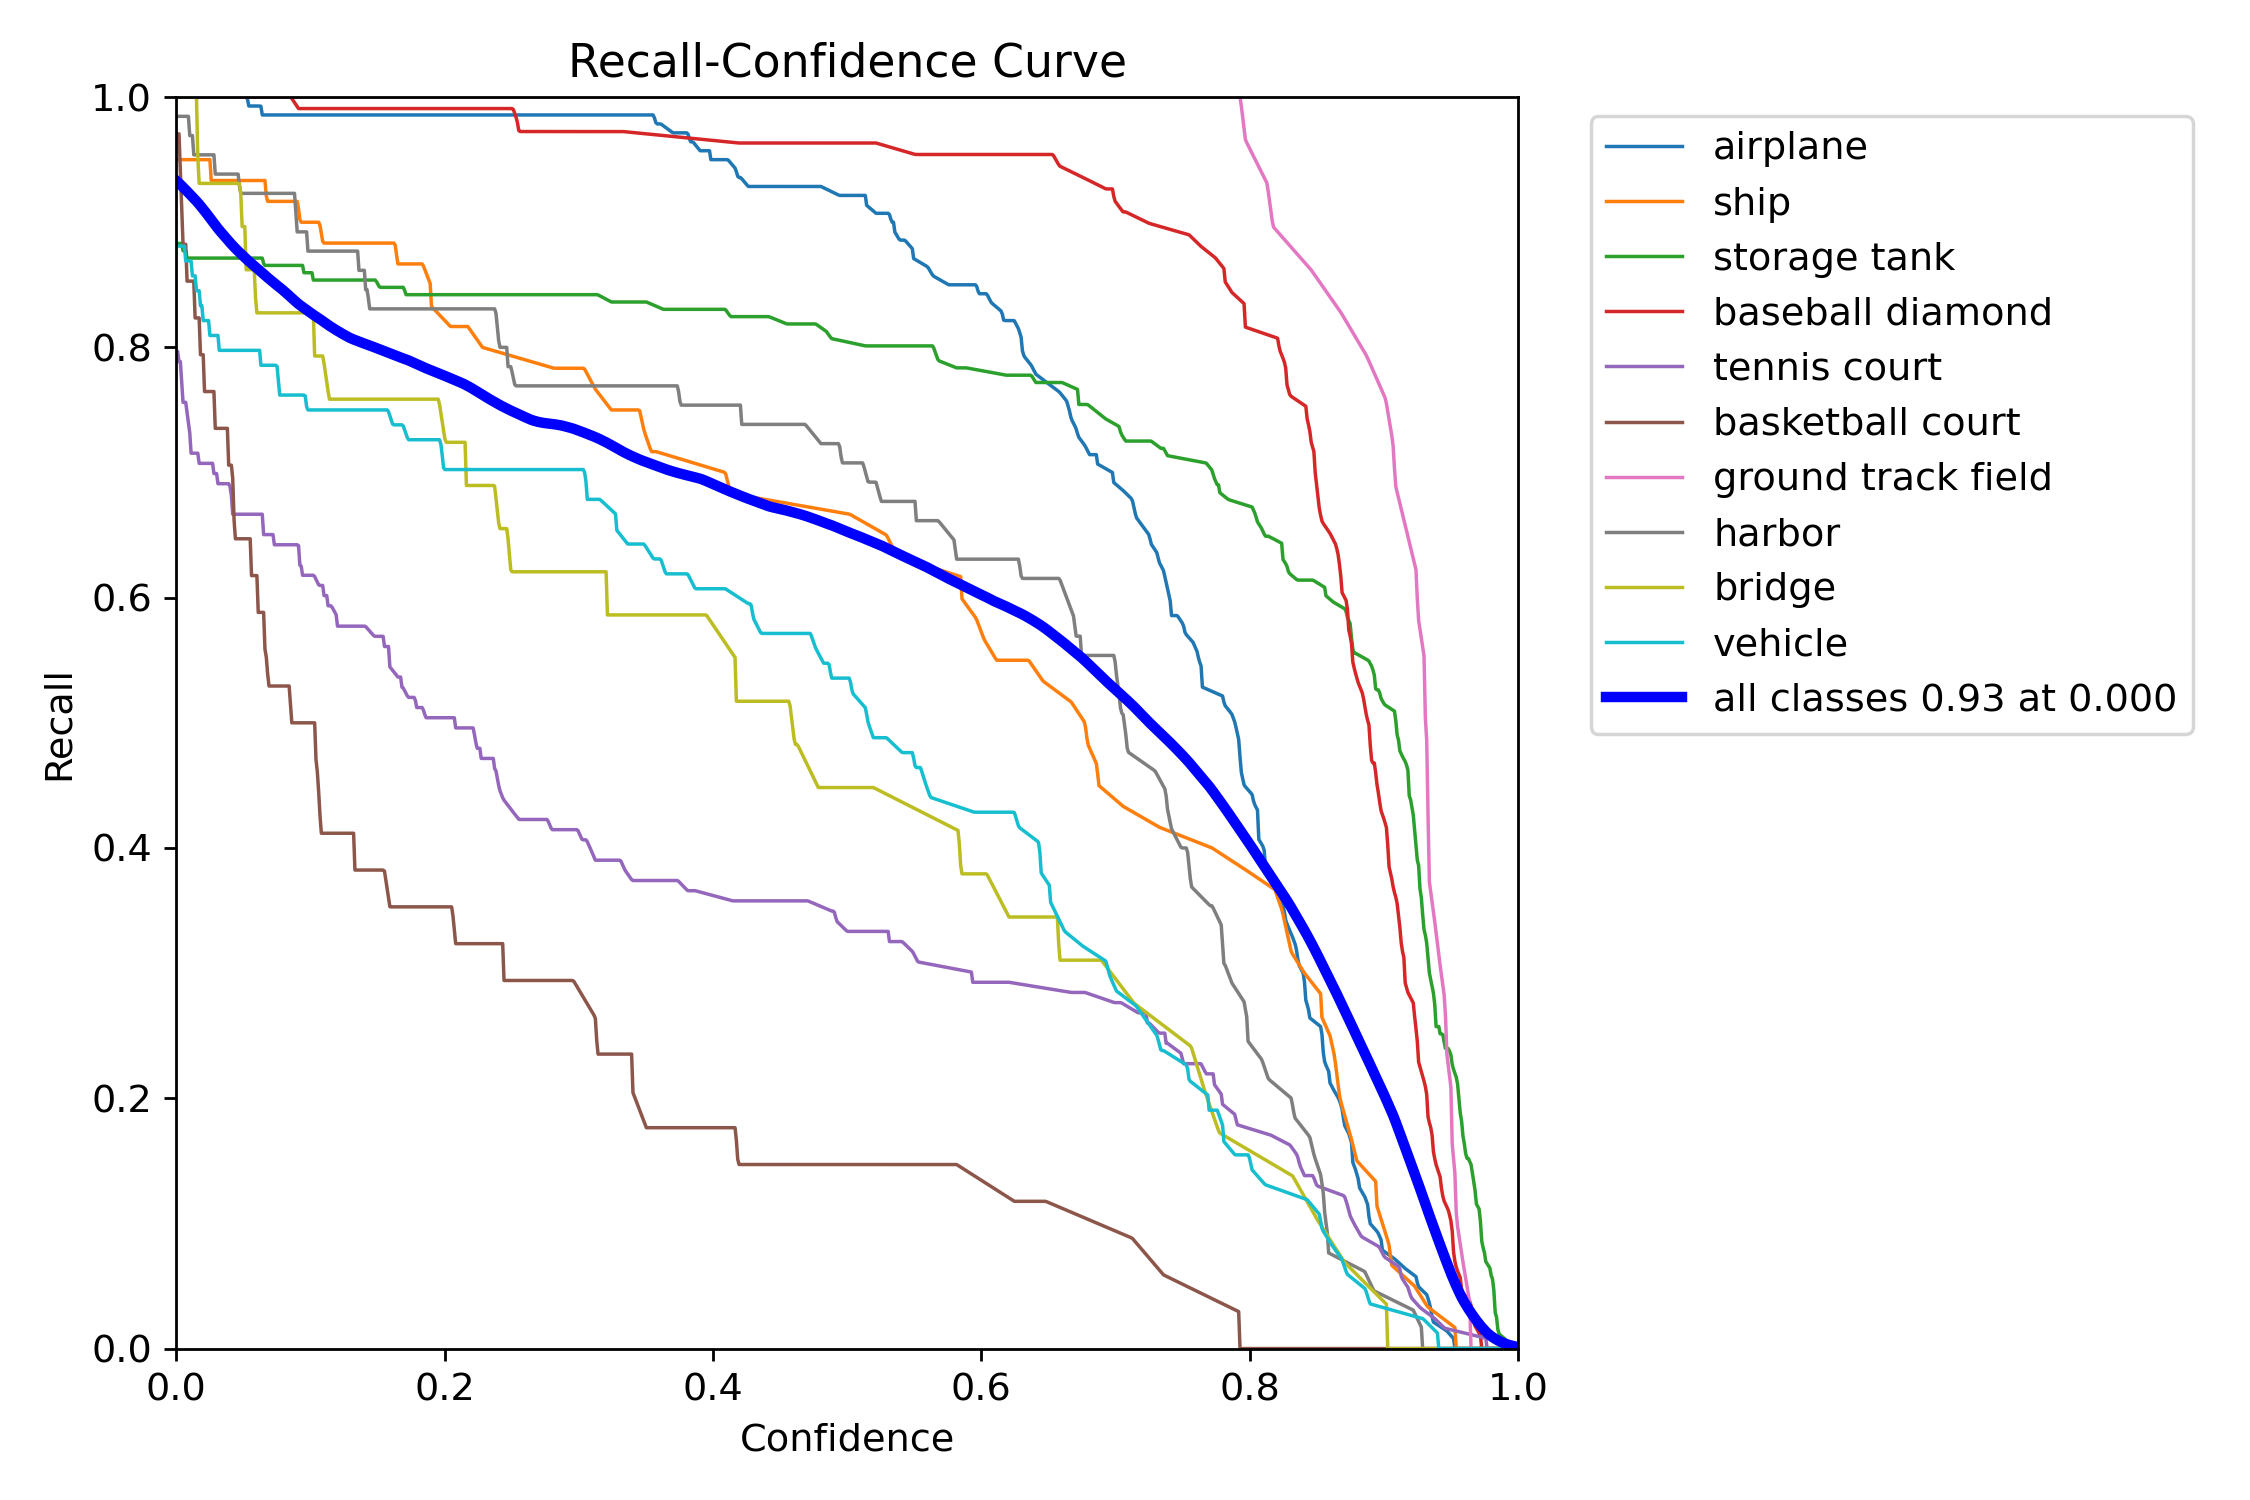 Recall-Confidence Curve
1.0
0.8
0.6
0.4
0.2
0.0
Recall
0.0 0.2 0.4 0.6 0.8 1.0
Confidence
airplane
ship
storage tank
baseball diamond
tennis court
basketball court
ground track field
harbor
bridge
vehicle
all classes 0.93 at 0.000